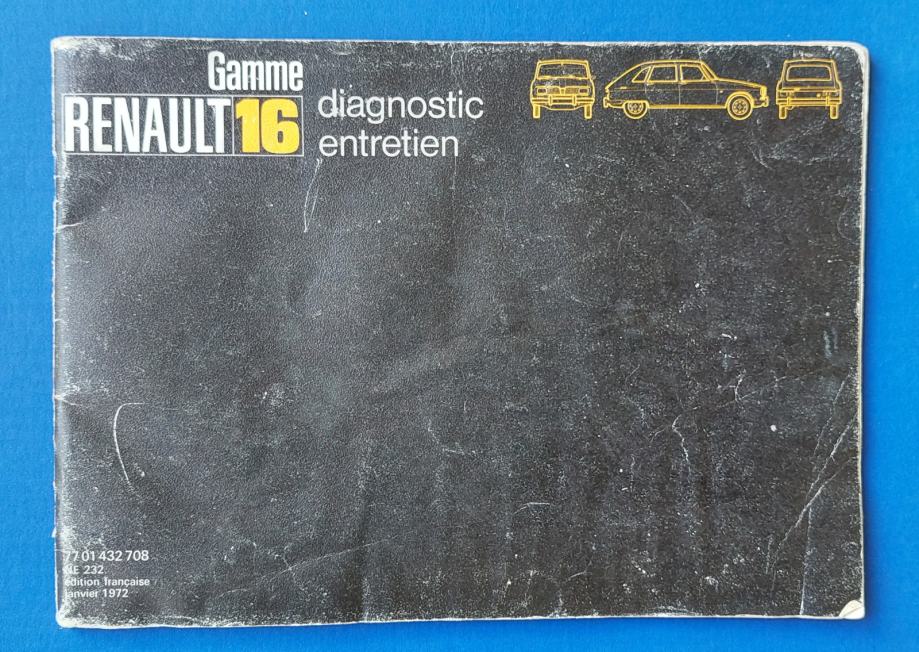 Gamme
RENAULT 16
diagnostic
entretien
77 01 432 708
NE 232
édition française
janvier 1972